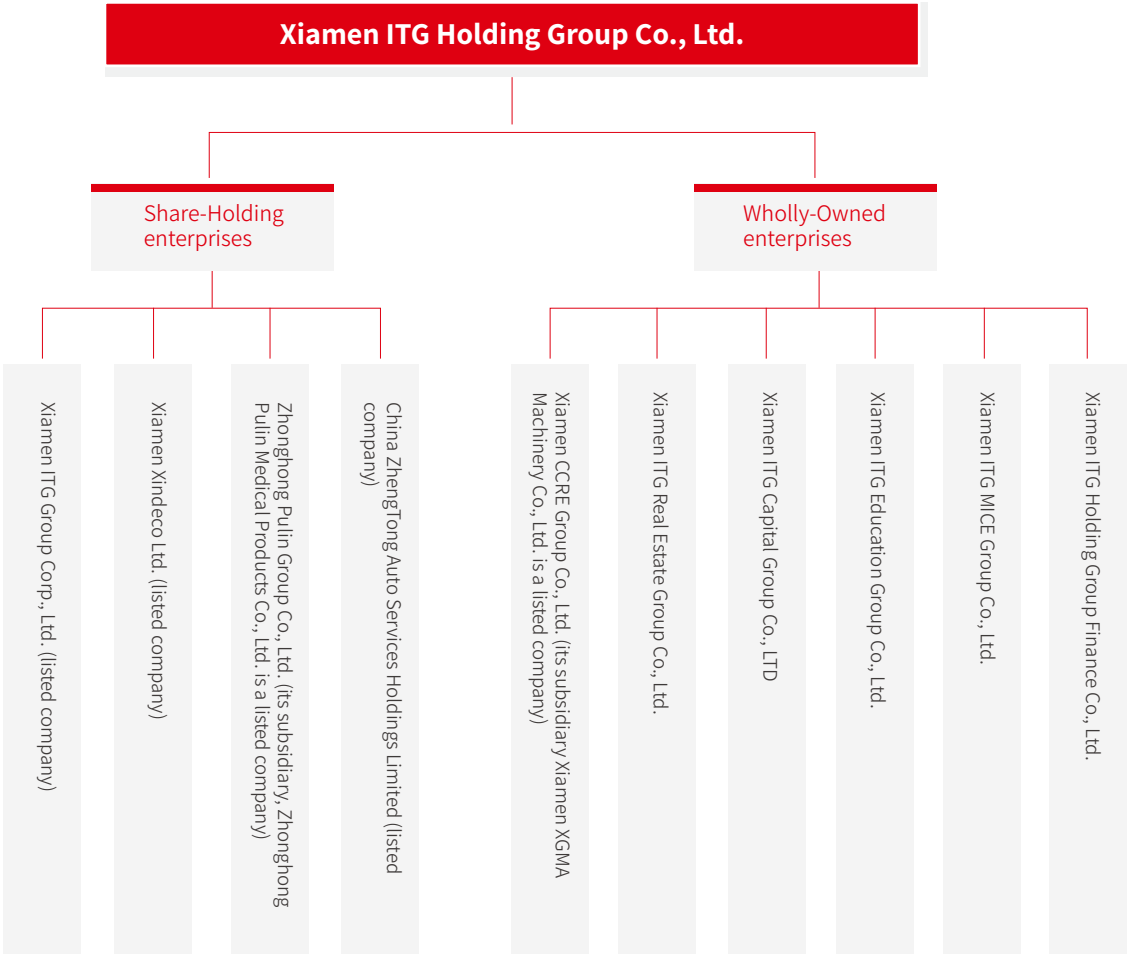 Xiamen ITG Holding Group Co., Ltd.
Share-Holding
enterprises
Wholly-Owned
enterprises
Xiamen ITG Group Corp., Ltd. (listed company)
Xiamen Xindeco Ltd. (listed company)
Zhonghong Pulin Group Co., Ltd. (its subsidiary, Zhonghong
Pulin Medical Products Co., Ltd. is a listed company)
China ZhengTong Auto Services Holdings Limited (listed
company)
Xiamen CCRE Group Co., Ltd. (its subsidiary Xiamen XGMA
Machinery Co., Ltd. is a listed company)
Xiamen ITG Real Estate Group Co., Ltd.
Xiamen ITG Capital Group Co., LTD
Xiamen ITG Education Group Co., Ltd.
Xiamen ITG MICE Group Co., Ltd.
Xiamen ITG Holding Group Finance Co., Ltd.